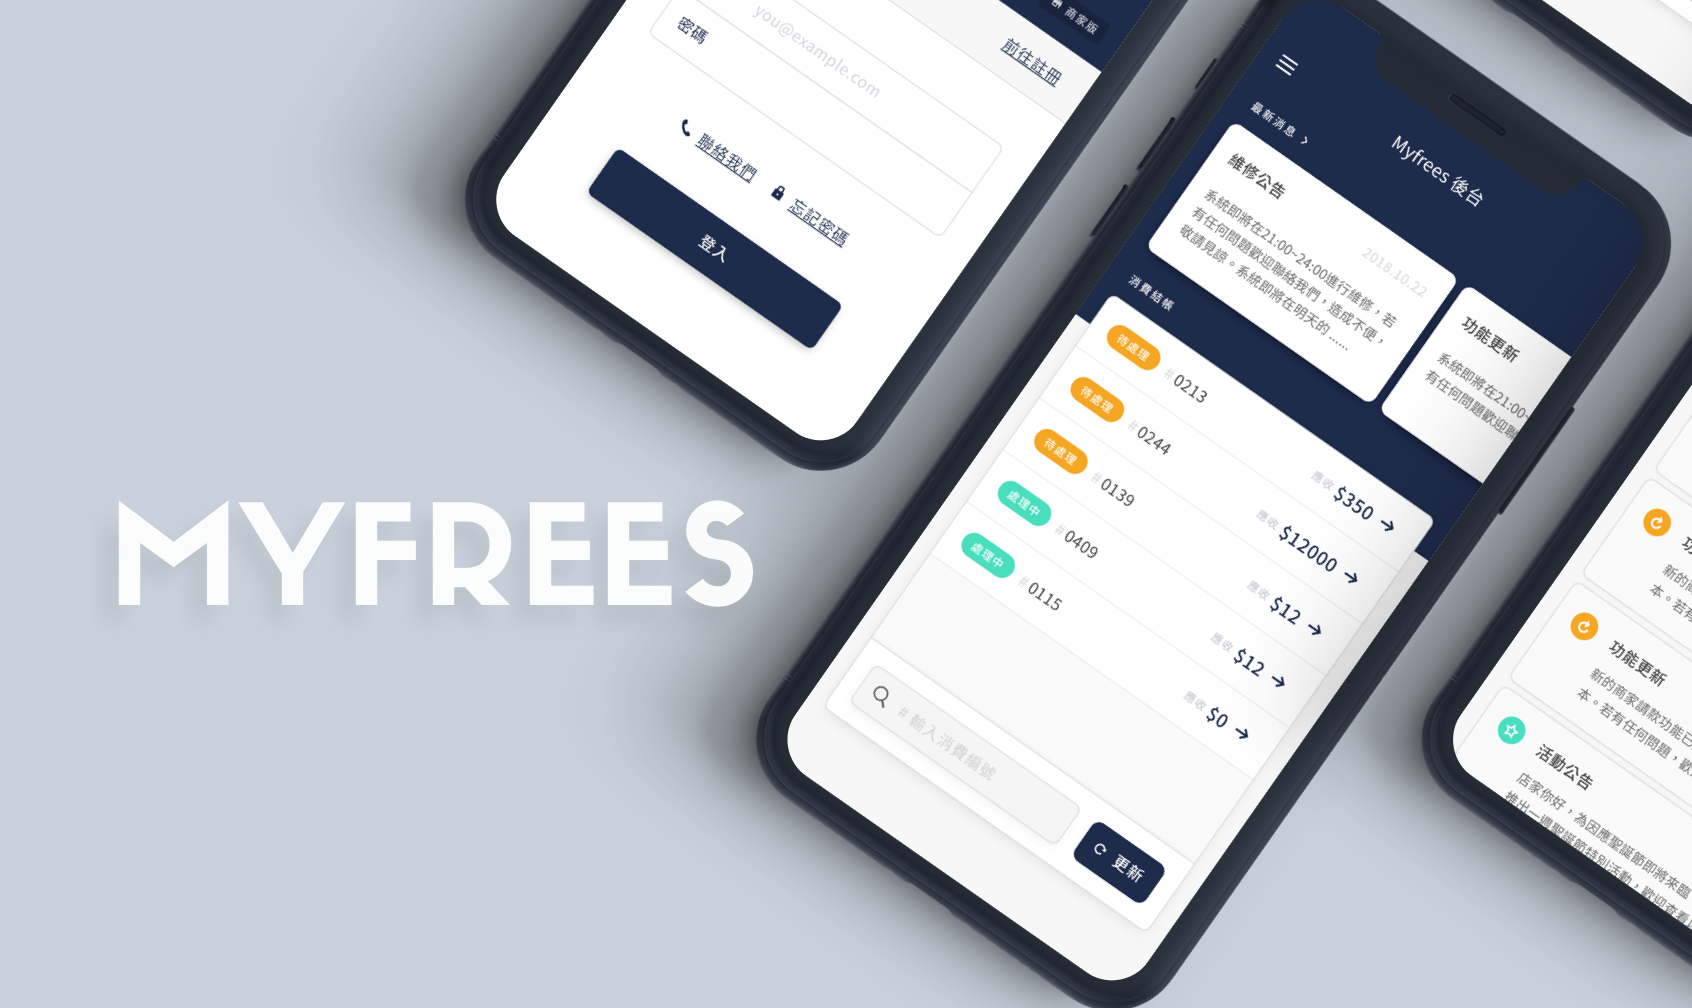 MYFREES
商家版
前往註冊
you@example.com
密碼
聯絡我們
忘記密碼
登入
Myfrees 後台
最新消息
維修公告
2018.10.22
系統即將在21:00~24:00進行維修，若
有任何問題歡迎聯絡我們，造成不便，
敬請見諒。系統即將在明天的 ......
功能更新
系統即將在21:00~
有任何問題歡迎聯
消費結帳
待處理 # 0213 應收 $350
待處理 # 0244 應收 $12000
待處理 # 0139 應收 $12
處理中 # 0409 應收 $12
處理中 # 0115 應收 $0
# 輸入消費編號
更新
新的商
本。若有
功能更新
新的商家請款功能已
本。若有任何問題，歡
活動公告
店家你好，為因應聖誕節即將來臨
推出一週聖誕節特別活動，歡迎查看